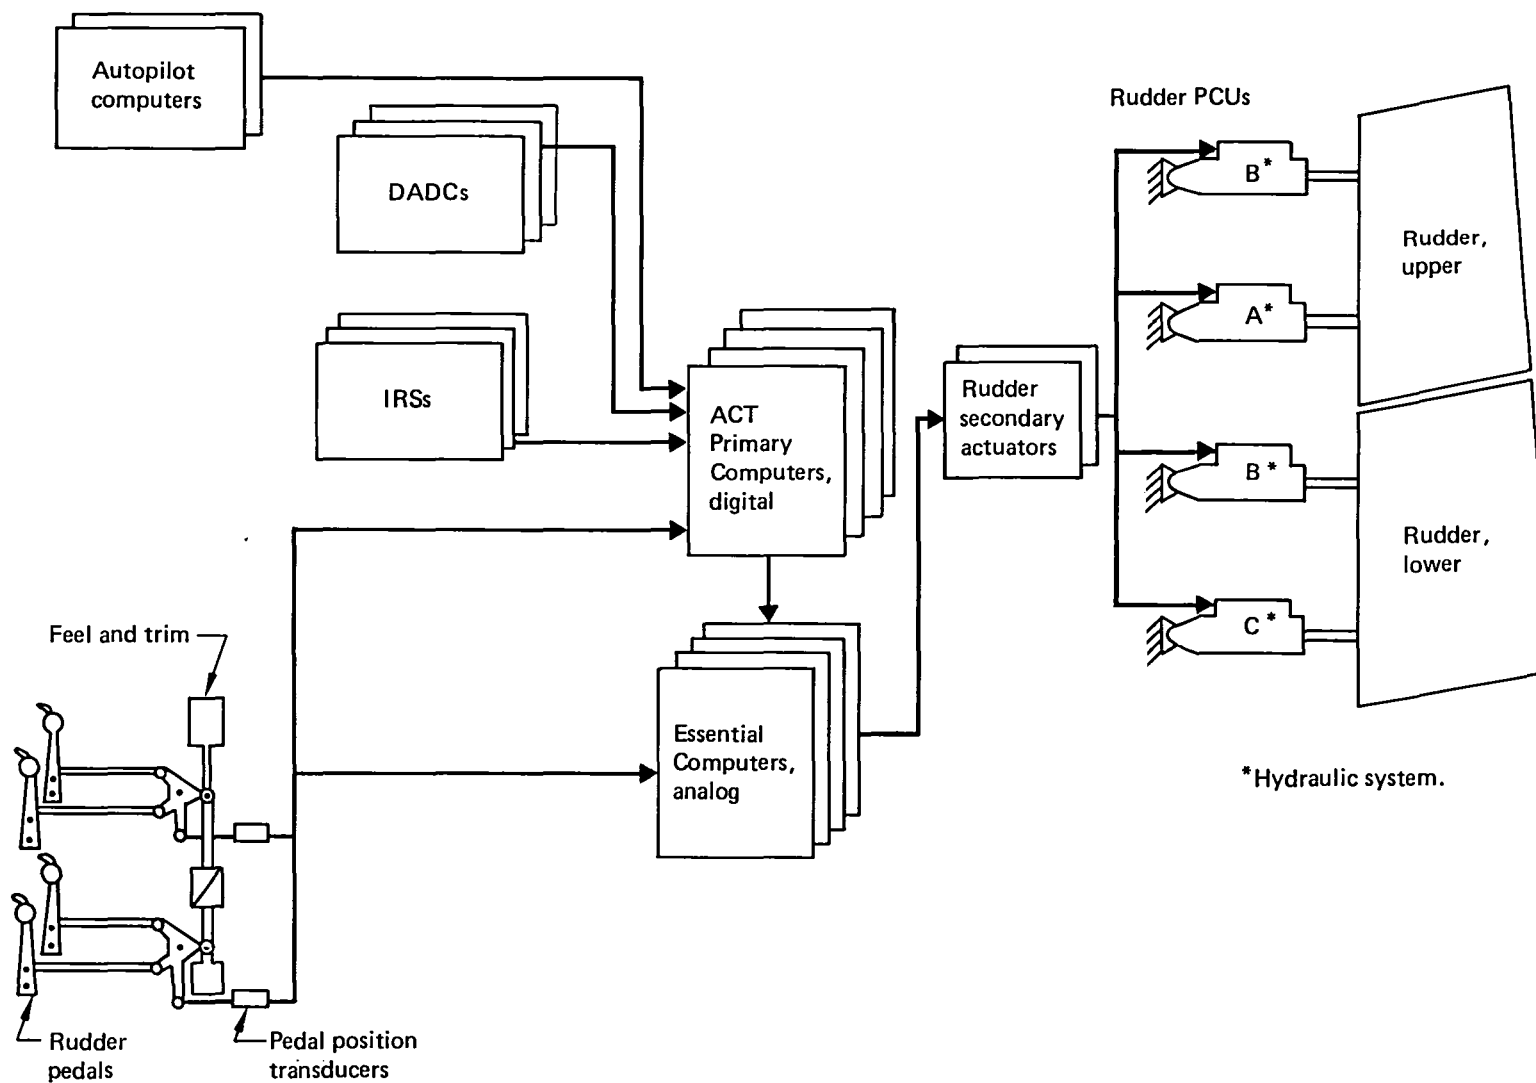 Autopilot
computers
DADCs
IRSs
ACT
Primary
Computers,
digital
Rudder
secondary
actuators
Rudder PCUs
B*
A*
B*
C*
Rudder,
upper
Rudder,
lower
Feel and trim
Essential
Computers,
analog
*Hydraulic system.
Rudder
pedals
Pedal position
transducers